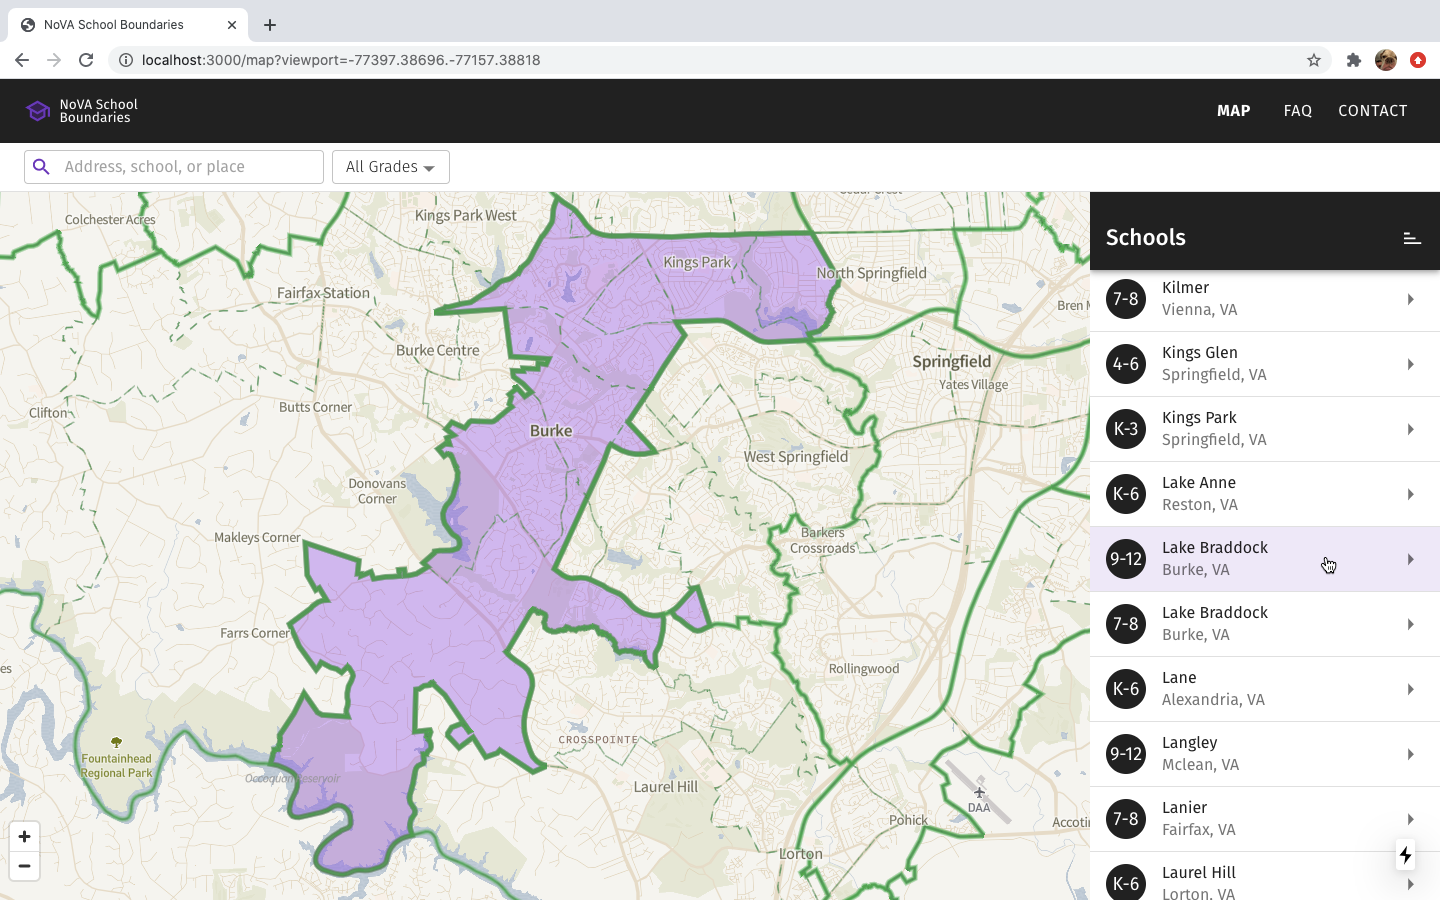 NoVA School Boundaries
localhost:3000/map?viewport=-77397.38696.-77157.38818
NoVA School
Boundaries
MAP
FAQ
CONTACT
Address, school, or place
All Grades
Colchester Acres
Kings Park West
Cedar Crest
Kings Park
North Springfield
Fairfax Station
Bren M
Burke Centre
Springfield
Yates Village
Butts Corner
Clifton
Burke
West Springfield
Donovans
Corner
Makleys Corner
Barkers
Crossroads
Farrs Corner
es
Rollingwood
CROSSPOINTE
Fountainhead
Regional Park
Occoquan Reservoir
Laurel Hill
DAA
Pohick
Accotin
Lorton
+
−
Schools
7-8
Kilmer
Vienna, VA
4-6
Kings Glen
Springfield, VA
K-3
Kings Park
Springfield, VA
K-6
Lake Anne
Reston, VA
9-12
Lake Braddock
Burke, VA
7-8
Lake Braddock
Burke, VA
K-6
Lane
Alexandria, VA
9-12
Langley
Mclean, VA
7-8
Lanier
Fairfax, VA
K-6
Laurel Hill
Lorton, VA